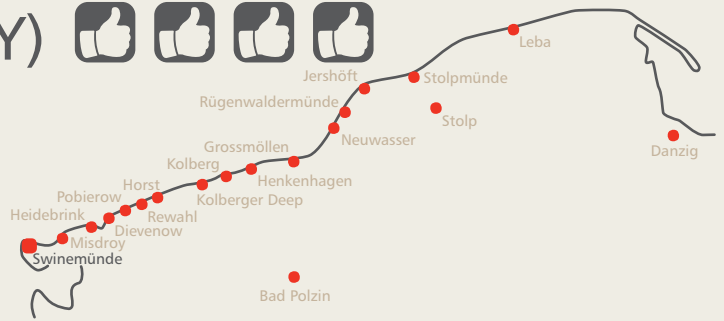 Y)
Leba
Jershöft
Stolpmünde
Rügenwaldermünde
Stolp
Neuwasser
Danzig
Grossmöllen
Kolberg
Henkenhagen
Horst
Kolberger Deep
Pobierow
Rewahl
Heidebrink
Dievenow
Misdroy
Swinemünde
Bad Polzin